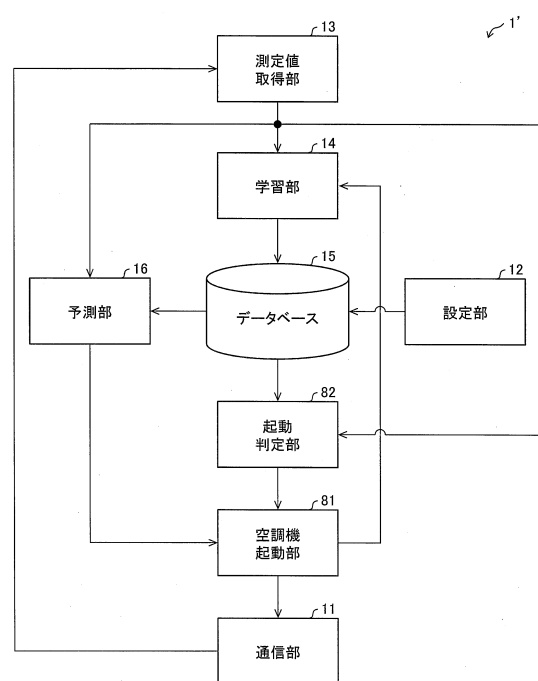 1'
13
測定値
取得部
14
学習部
15
データベース
16
予測部
12
設定部
82
起動
判定部
81
空調機
起動部
11
通信部